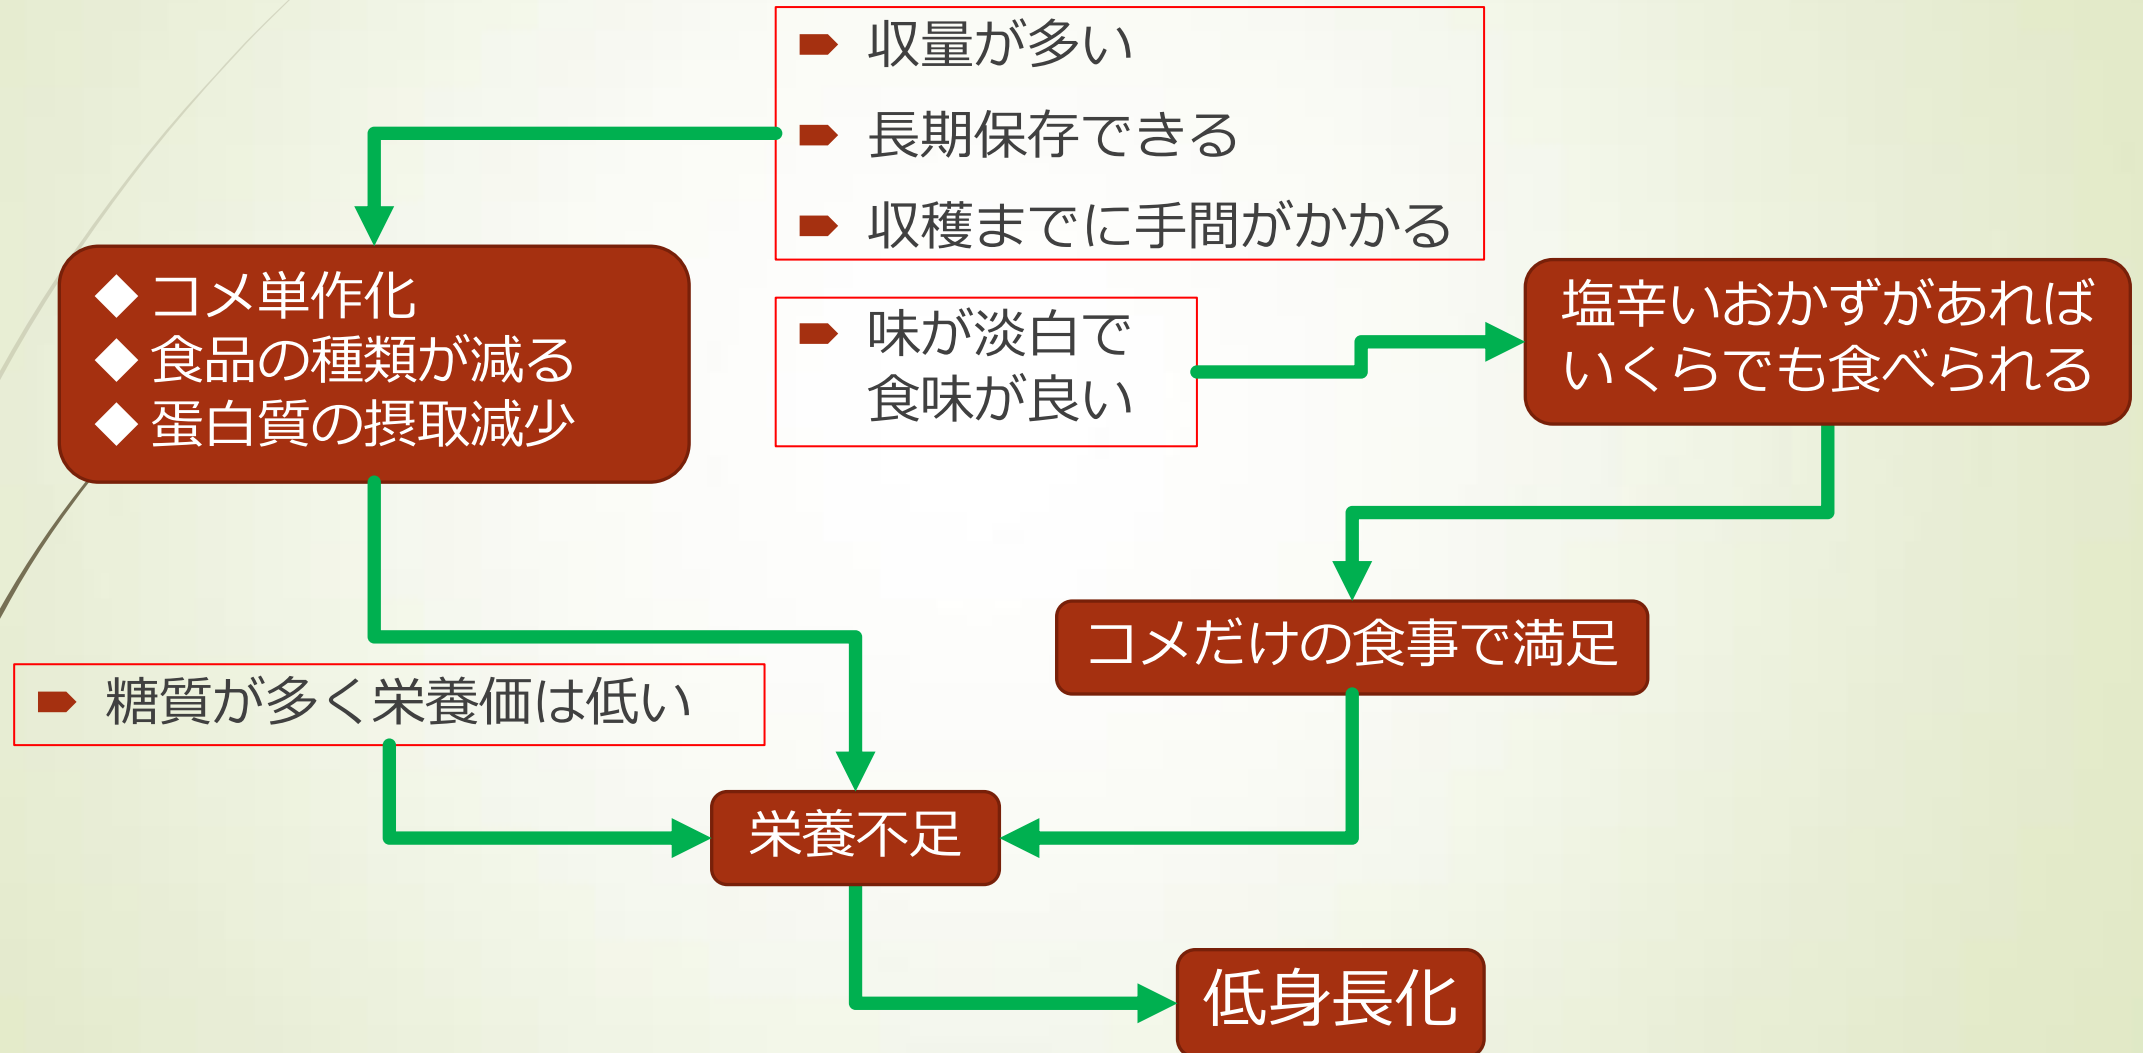 収量が多い
長期保存できる
収穫までに手間がかかる
◆コメ単作化
◆食品の種類が減る
◆蛋白質の摂取減少
味が淡白で
食味が良い
塩辛いおかずがあれば
いくらでも食べられる
コメだけの食事で満足
糖質が多く栄養価は低い
栄養不足
低身長化